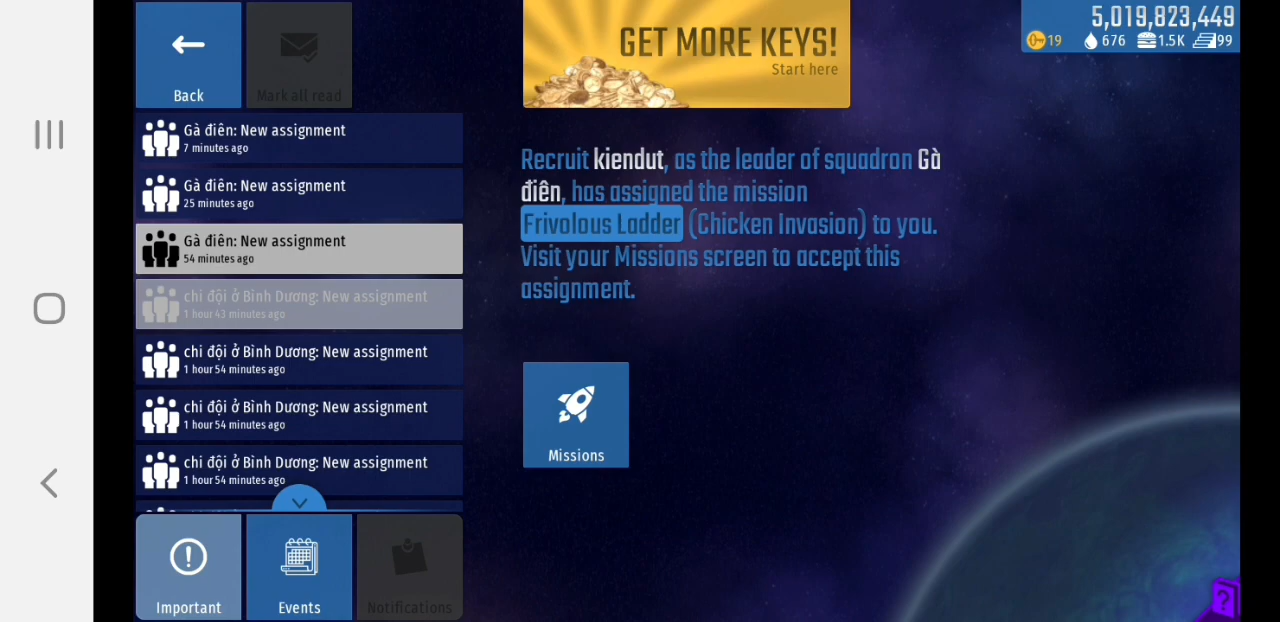 Back
Mark all read
GET MORE KEYS!
Start here
5,019,823,449
19 676 1.5K 99
Gà điên: New assignment
7 minutes ago
Gà điên: New assignment
25 minutes ago
Gà điên: New assignment
54 minutes ago
chi đội ở Bình Dương: New assignment
1 hour 43 minutes ago
chi đội ở Bình Dương: New assignment
1 hour 54 minutes ago
chi đội ở Bình Dương: New assignment
1 hour 54 minutes ago
chi đội ở Bình Dương: New assignment
1 hour 54 minutes ago
Important
Events
Notifications
Recruit kiendut, as the leader of squadron Gà
điên, has assigned the mission
Frivolous Ladder (Chicken Invasion) to you.
Visit your Missions screen to accept this
assignment.
Missions
?